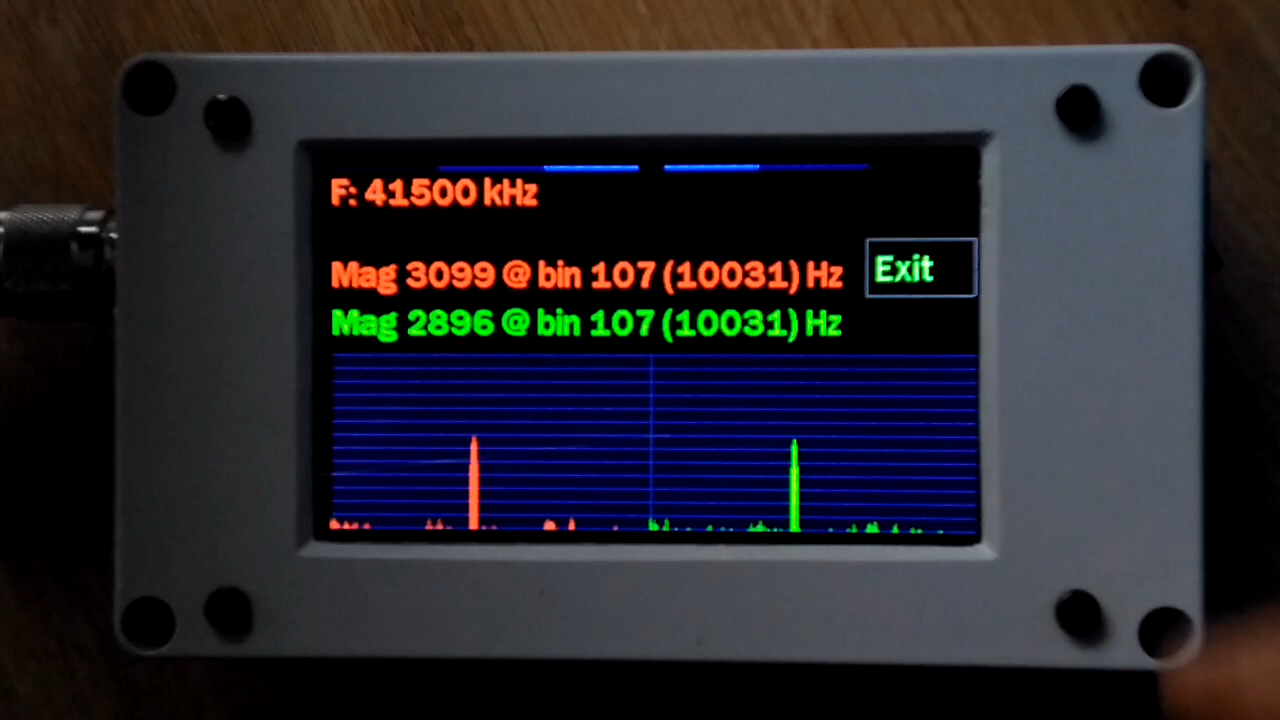 F: 41500 kHz
Mag 3099 @ bin 107 (10031) Hz
Exit
Mag 2896 @ bin 107 (10031) Hz